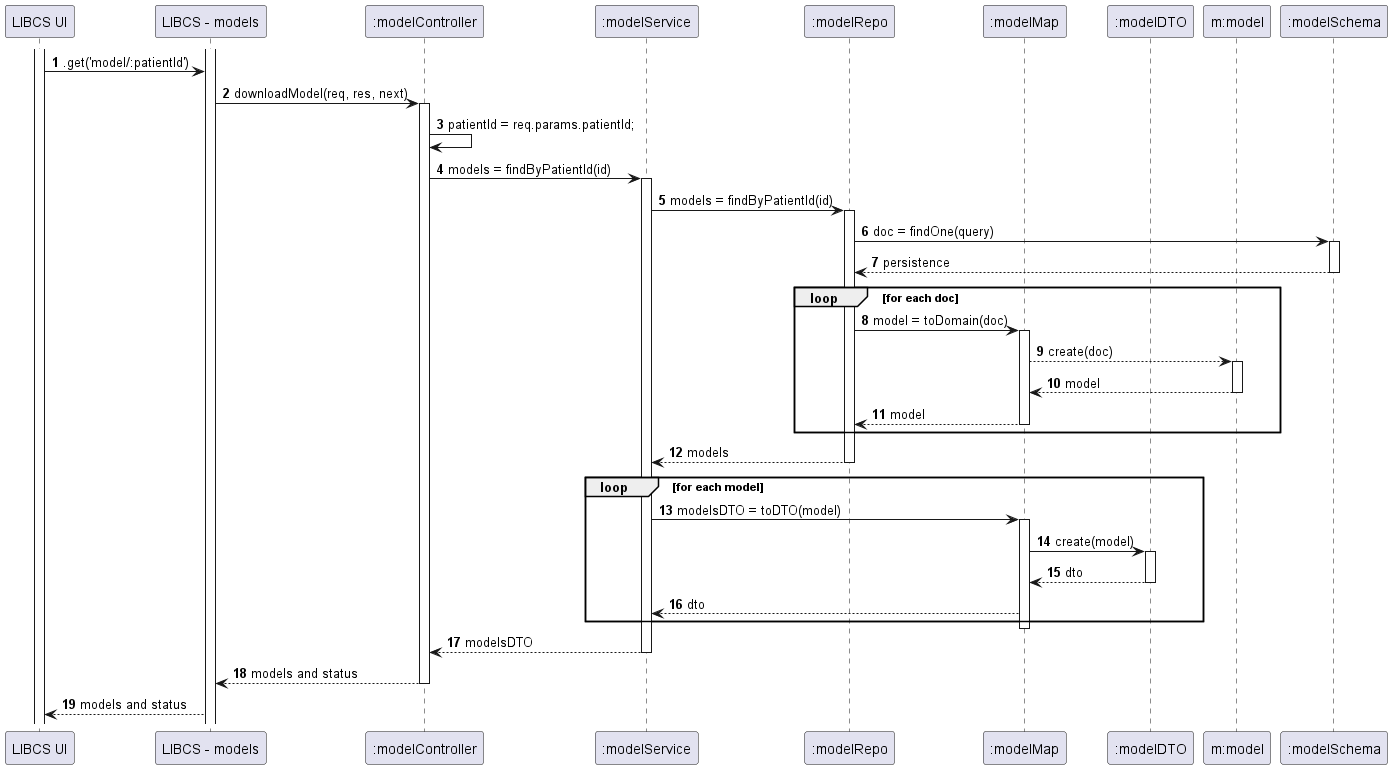 LIBCS UI
LIBCS - models
:modelController
:modelService
:modelRepo
:modelMap
:modelDTO
m:model
:modelSchema
1 .get('model/:patientId')
2 downloadModel(req, res, next)
3 patientId = req.params.patientId;
4 models = findByPatientId(id)
5 models = findByPatientId(id)
6 doc = findOne(query)
7 persistence
loop [for each doc]
8 model = toDomain(doc)
9 create(doc)
10 model
11 model
12 models
loop [for each model]
13 modelsDTO = toDTO(model)
14 create(model)
15 dto
16 dto
17 modelsDTO
18 models and status
19 models and status
LIBCS UI
LIBCS - models
:modelController
:modelService
:modelRepo
:modelMap
:modelDTO
m:model
:modelSchema